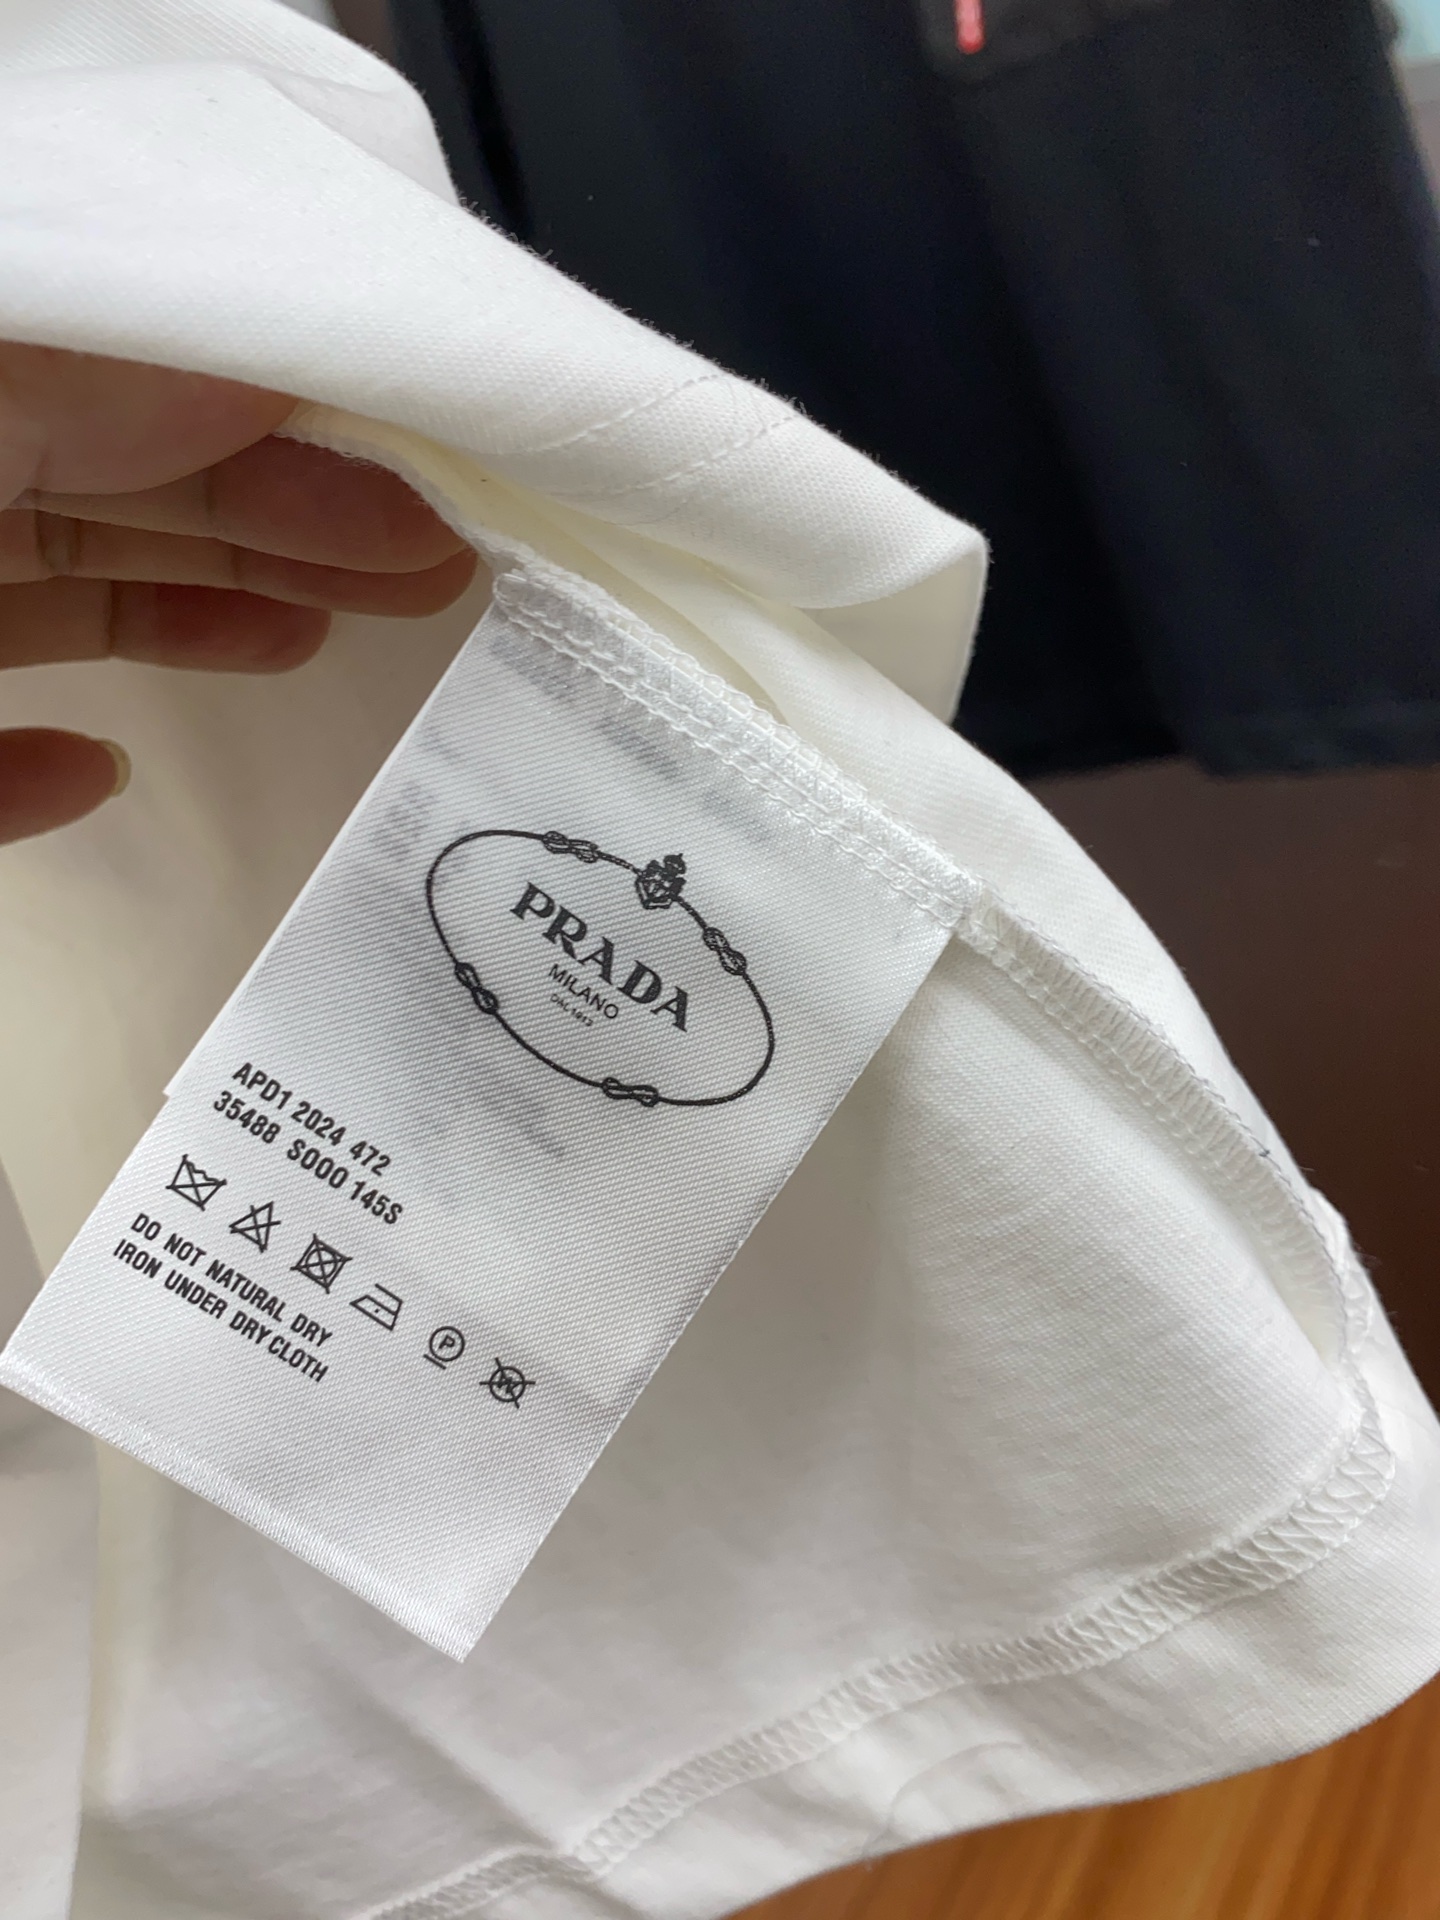 PRADA
MILANO
DAL 1913
APD1 2024 472
35488 S000 145S
P
W
DO NOT NATURAL DRY
IRON UNDER DRY CLOTH